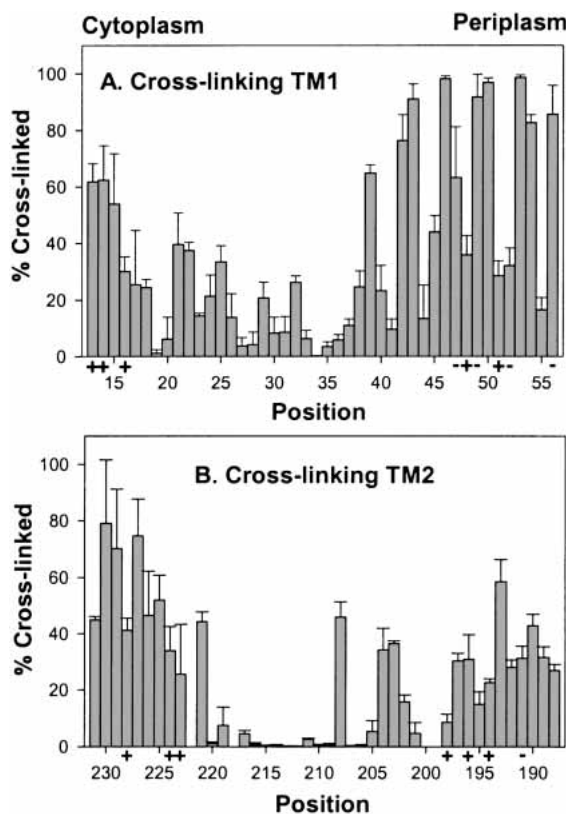 Cytoplasm Periplasm
A. Cross-linking TM1
% Cross-linked
100
80
60
40
20
0
++ + -+- +- -
15 20 25 30 35 40 45 50 55
Position
B. Cross-linking TM2
% Cross-linked
100
80
60
40
20
0
+ ++ + + + -
230 225 220 215 210 205 200 195 190
Position